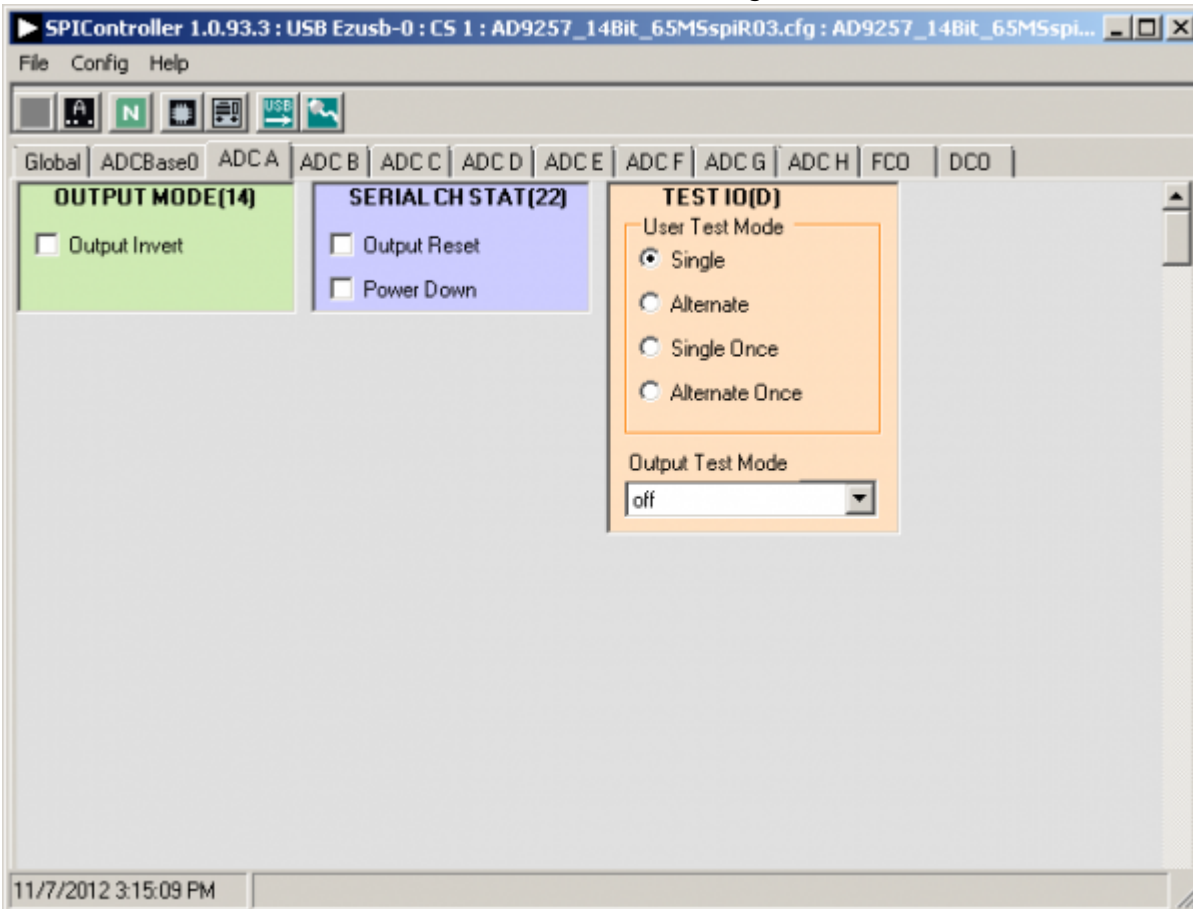 SPIController 1.0.93.3 : USB Ezusb-0 : CS 1 : AD9257_14Bit_65MSspiR03.cfg : AD9257_14Bit_65MSspi...
File Config Help
A N USB
Global ADCBase0 ADC A ADC B ADC C ADC D ADC E ADC F ADC G ADC H FCO DCO
OUTPUT MODE(14) SERIAL CH STAT(22) TEST IO(D)
User Test Mode
Output Invert Output Reset Single
Power Down Alternate
Single Once
Alternate Once
Output Test Mode
off
11/7/2012 3:15:09 PM